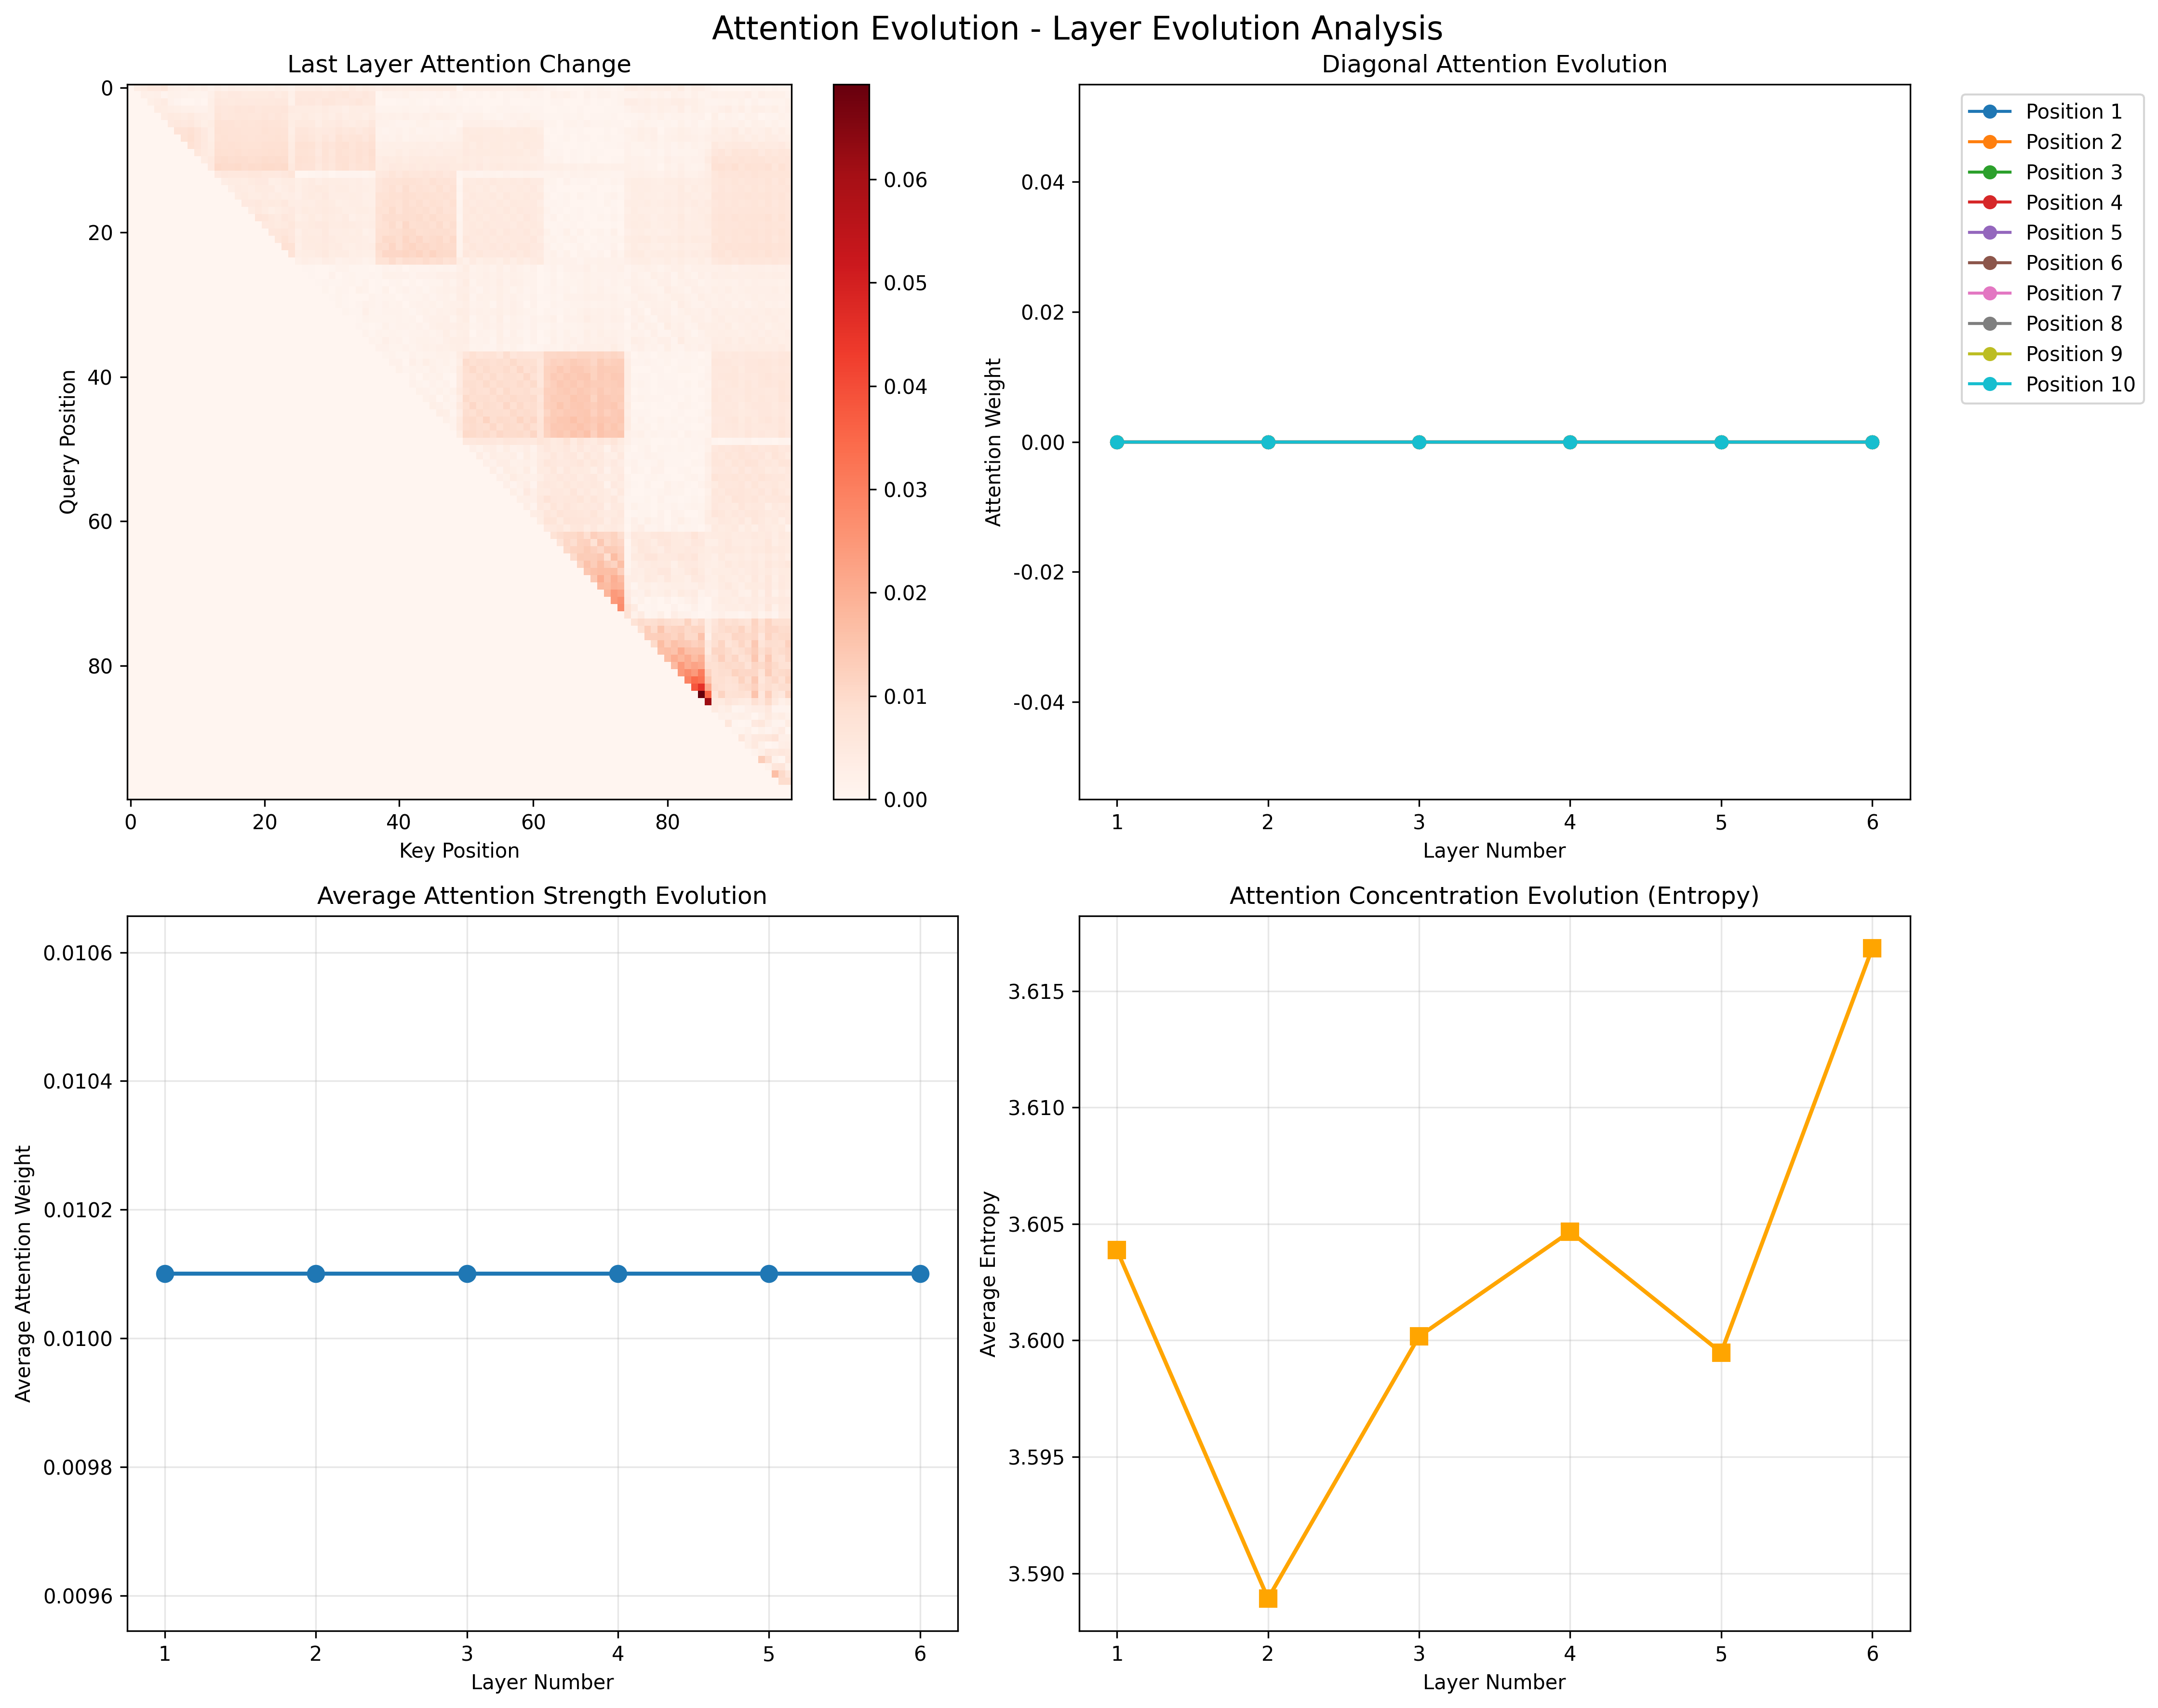 Attention Evolution - Layer Evolution Analysis
Last Layer Attention Change
0
20
40
60
80
Query Position
0
20
40
60
80
Key Position
0.06
0.05
0.04
0.03
0.02
0.01
0.00
Diagonal Attention Evolution
0.04
0.02
0.00
-0.02
-0.04
Attention Weight
1
2
3
4
5
6
Layer Number
Position 1
Position 2
Position 3
Position 4
Position 5
Position 6
Position 7
Position 8
Position 9
Position 10
Average Attention Strength Evolution
0.0106
0.0104
0.0102
0.0100
0.0098
0.0096
Average Attention Weight
1
2
3
4
5
6
Layer Number
Attention Concentration Evolution (Entropy)
3.615
3.610
3.605
3.600
3.595
3.590
Average Entropy
1
2
3
4
5
6
Layer Number